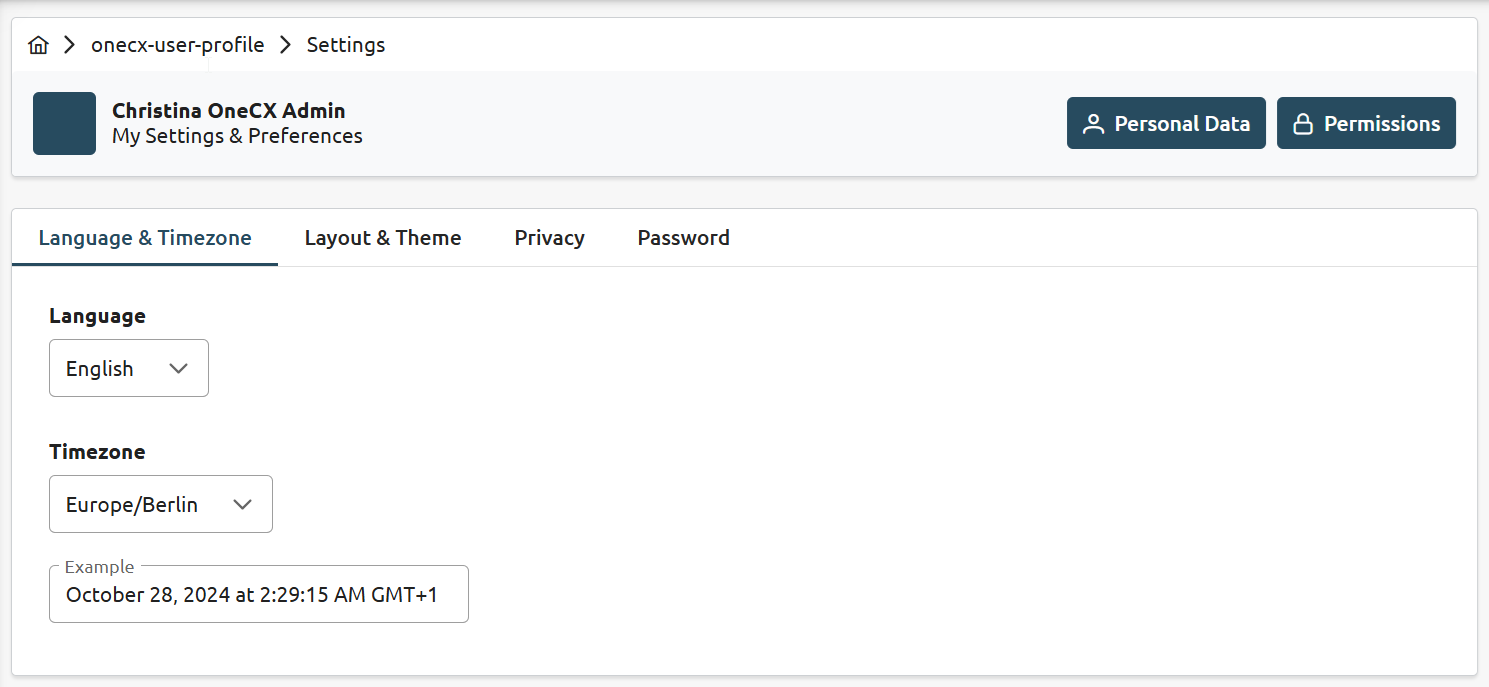 onecx-user-profile Settings
Christina OneCX Admin
My Settings & Preferences
Personal Data
Permissions
Language & Timezone Layout & Theme Privacy Password
Language
English
Timezone
Europe/Berlin
Example
October 28, 2024 at 2:29:15 AM GMT+1